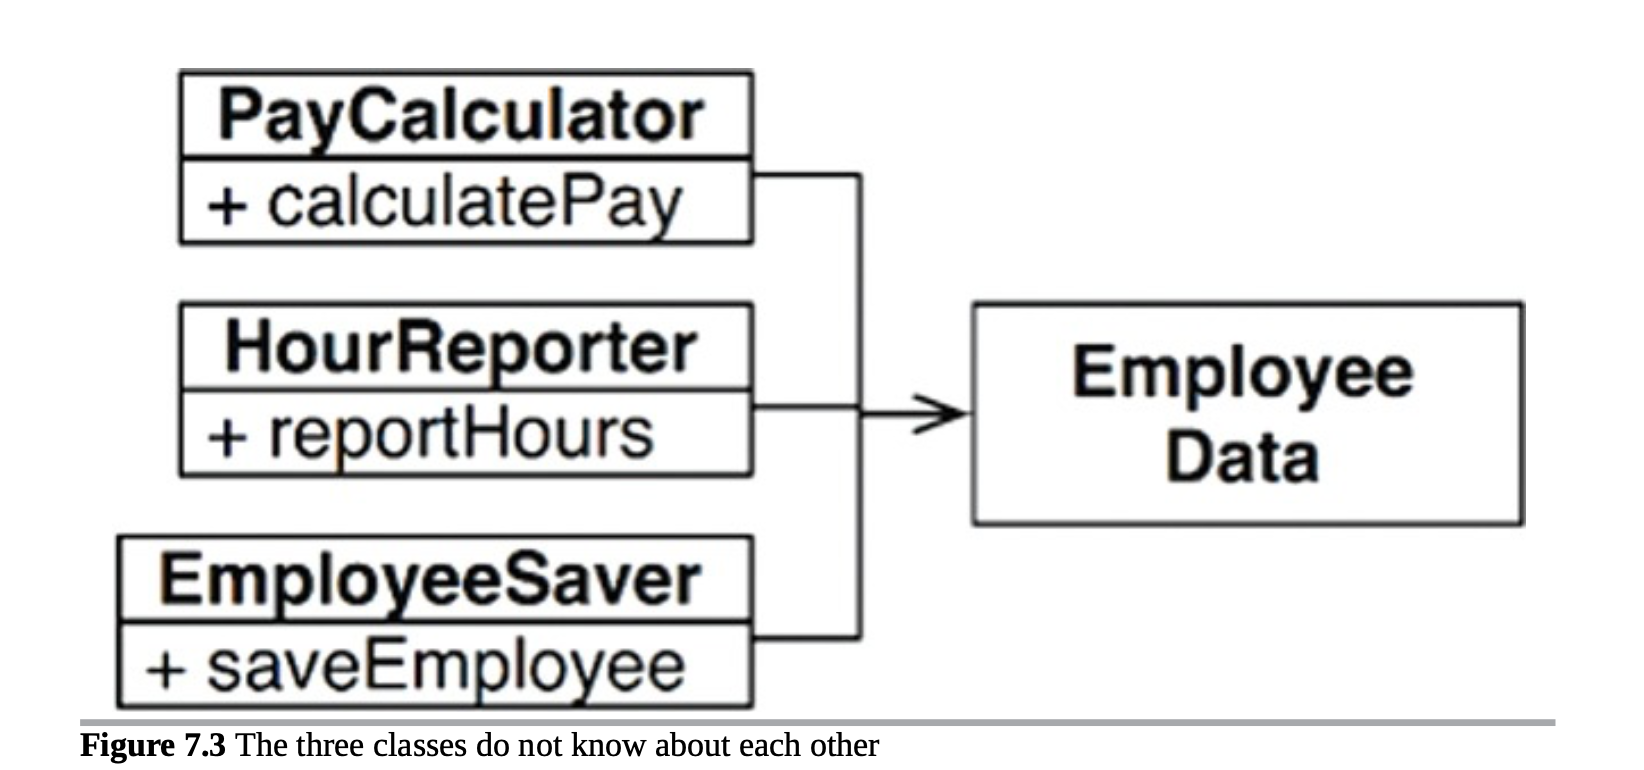 PayCalculator
+ calculatePay
HourReporter
+ reportHours
Employee
Data
EmployeeSaver
+ saveEmployee
Figure 7.3 The three classes do not know about each other